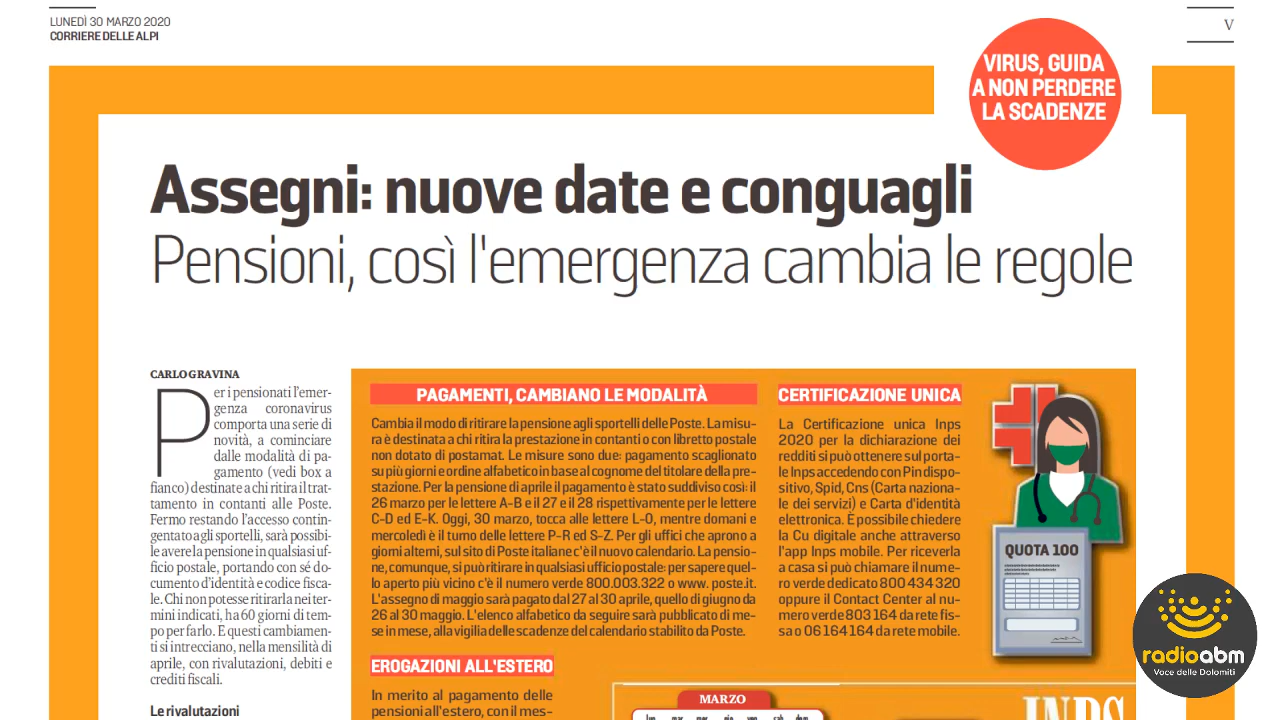 LUNEDÌ 30 MARZO 2020
CORRIERE DELLE ALPI
V
VIRUS, GUIDA
A NON PERDERE
LA SCADENZE
Assegni: nuove date e conguagli
Pensioni, così l'emergenza cambia le regole
CARLO GRAVINA
Per i pensionati l'emer-
genza coronavirus
comporta una serie di
novità, a cominciare
dalle modalità di pa-
gamento (vedi box a
fianco) destinate a chi ritira il trat-
tamento in contanti alle Poste.
Fermo restando l'accesso contin-
gentato agli sportelli, sarà possibi-
le avere la pensione in qualsiasi uf-
ficio postale, portando con sé do-
cumento d'identità e codice fisca-
le. Chi non potesse ritirarla nei ter-
mini indicati, ha 60 giorni di tem-
po per farlo. E questi cambiamen-
ti si intrecciano, nella mensilità di
aprile, con rivalutazioni, debiti e
crediti fiscali.
Le rivalutazioni
PAGAMENTI, CAMBIANO LE MODALITÀ
Cambia il modo di ritirare la pensione agli sportelli delle Poste. La misu-
ra è destinata a chi ritira la prestazione in contanti o con libretto postale
non dotato di postamat. Le misure sono due: pagamento scaglionato
su più giorni e ordine alfabetico in base al cognome del titolare della pre-
stazione. Per la pensione di aprile il pagamento è stato suddiviso così: il
26 marzo per le lettere A-B e il 27 e il 28 rispettivamente per le lettere
C-D ed E-K. Oggi, 30 marzo, tocca alle lettere L-O, mentre domani e
mercoledì è il turno delle lettere P-R ed S-Z. Per gli uffici che aprono a
giorni alterni, sul sito di Poste italiane c'è il nuovo calendario. La pensio-
ne, comunque, si può ritirare in qualsiasi ufficio postale: per sapere quel-
lo aperto più vicino c'è il numero verde 800.003.322 o www. poste.it.
L'assegno di maggio sarà pagato dal 27 al 30 aprile, quello di giugno da
26 al 30 maggio. L'elenco alfabetico da seguire sarà pubblicato di me-
se in mese, alla vigilia delle scadenze del calendario stabilito da Poste.
EROGAZIONI ALL'ESTERO
In merito al pagamento delle
pensioni all'estero, con il mes-
CERTIFICAZIONE UNICA
La Certificazione unica Inps
2020 per la dichiarazione dei
redditi si può ottenere sul porta-
le Inps accedendo con Pin dispo-
sitivo, Spid, Cns (Carta naziona-
le dei servizi) e Carta d'identità
elettronica. È possibile chiedere
la Cu digitale anche attraverso
l'app Inps mobile. Per riceverla
a casa si può chiamare il nume-
ro verde dedicato 800 434 320
oppure il Contact Center al nu-
mero verde 803 164 da rete fis-
sa o 06 164 164 da rete mobile.
QUOTA 100
MARZO
lun mar mer gio ven sab dom
INPS
radioabm
Voce delle Dolomiti